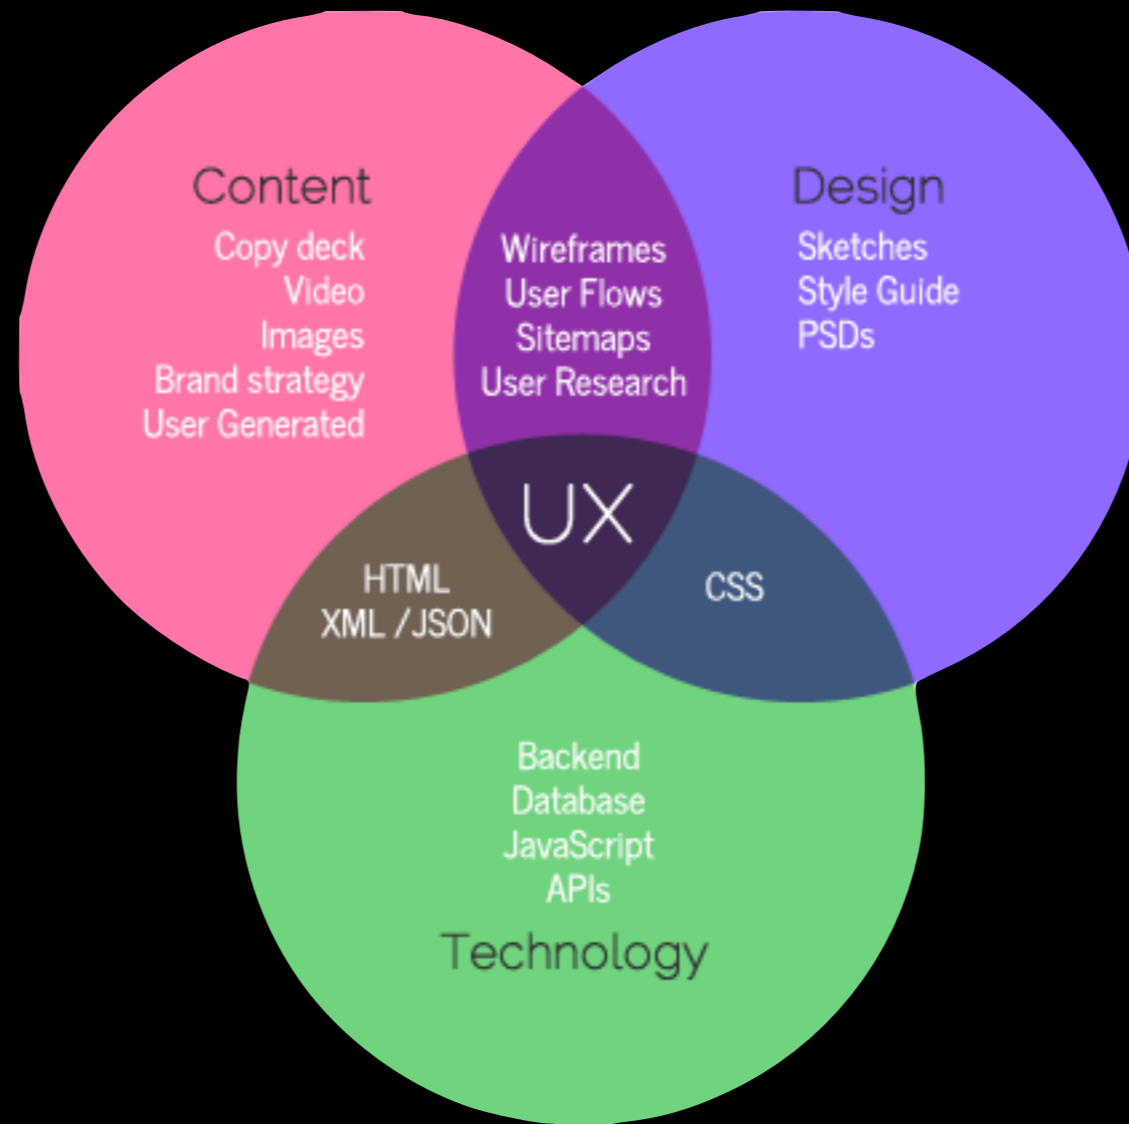 Content
Copy deck
Video
Images
Brand strategy
User Generated
Wireframes
User Flows
Sitemaps
User Research
Design
Sketches
Style Guide
PSDs
UX
HTML
XML /JSON
CSS
Backend
Database
JavaScript
APIs
Technology